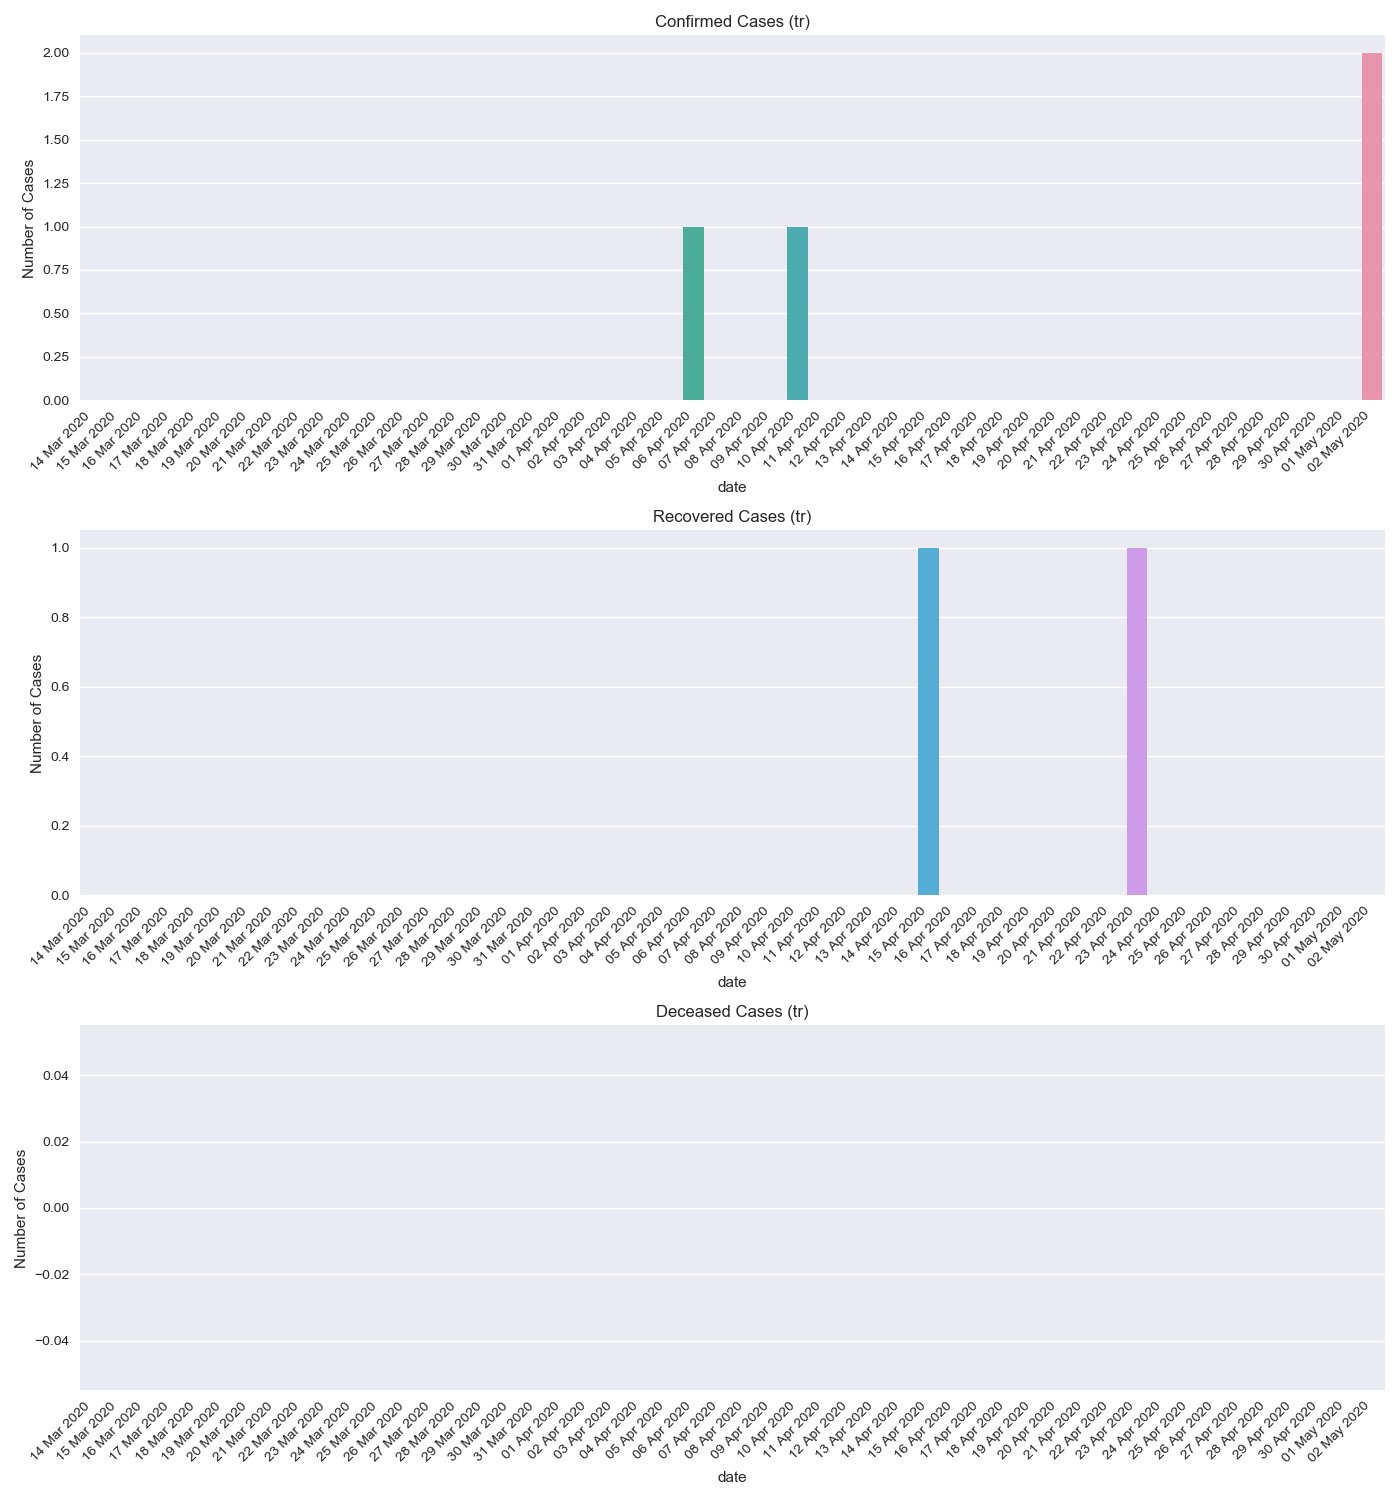 Confirmed Cases (tr)
Number of Cases
2.00
1.75
1.50
1.25
1.00
0.75
0.50
0.25
0.00
14 Mar 2020
15 Mar 2020
16 Mar 2020
17 Mar 2020
18 Mar 2020
19 Mar 2020
20 Mar 2020
21 Mar 2020
22 Mar 2020
23 Mar 2020
24 Mar 2020
25 Mar 2020
26 Mar 2020
27 Mar 2020
28 Mar 2020
29 Mar 2020
30 Mar 2020
31 Mar 2020
01 Apr 2020
02 Apr 2020
03 Apr 2020
04 Apr 2020
05 Apr 2020
06 Apr 2020
07 Apr 2020
08 Apr 2020
09 Apr 2020
10 Apr 2020
11 Apr 2020
12 Apr 2020
13 Apr 2020
14 Apr 2020
15 Apr 2020
16 Apr 2020
17 Apr 2020
18 Apr 2020
19 Apr 2020
20 Apr 2020
21 Apr 2020
22 Apr 2020
23 Apr 2020
24 Apr 2020
25 Apr 2020
26 Apr 2020
27 Apr 2020
28 Apr 2020
29 Apr 2020
30 Apr 2020
01 May 2020
02 May 2020
date
Recovered Cases (tr)
Number of Cases
1.0
0.8
0.6
0.4
0.2
0.0
14 Mar 2020
15 Mar 2020
16 Mar 2020
17 Mar 2020
18 Mar 2020
19 Mar 2020
20 Mar 2020
21 Mar 2020
22 Mar 2020
23 Mar 2020
24 Mar 2020
25 Mar 2020
26 Mar 2020
27 Mar 2020
28 Mar 2020
29 Mar 2020
30 Mar 2020
31 Mar 2020
01 Apr 2020
02 Apr 2020
03 Apr 2020
04 Apr 2020
05 Apr 2020
06 Apr 2020
07 Apr 2020
08 Apr 2020
09 Apr 2020
10 Apr 2020
11 Apr 2020
12 Apr 2020
13 Apr 2020
14 Apr 2020
15 Apr 2020
16 Apr 2020
17 Apr 2020
18 Apr 2020
19 Apr 2020
20 Apr 2020
21 Apr 2020
22 Apr 2020
23 Apr 2020
24 Apr 2020
25 Apr 2020
26 Apr 2020
27 Apr 2020
28 Apr 2020
29 Apr 2020
30 Apr 2020
01 May 2020
02 May 2020
date
Deceased Cases (tr)
Number of Cases
0.04
0.02
0.00
−0.02
−0.04
14 Mar 2020
15 Mar 2020
16 Mar 2020
17 Mar 2020
18 Mar 2020
19 Mar 2020
20 Mar 2020
21 Mar 2020
22 Mar 2020
23 Mar 2020
24 Mar 2020
25 Mar 2020
26 Mar 2020
27 Mar 2020
28 Mar 2020
29 Mar 2020
30 Mar 2020
31 Mar 2020
01 Apr 2020
02 Apr 2020
03 Apr 2020
04 Apr 2020
05 Apr 2020
06 Apr 2020
07 Apr 2020
08 Apr 2020
09 Apr 2020
10 Apr 2020
11 Apr 2020
12 Apr 2020
13 Apr 2020
14 Apr 2020
15 Apr 2020
16 Apr 2020
17 Apr 2020
18 Apr 2020
19 Apr 2020
20 Apr 2020
21 Apr 2020
22 Apr 2020
23 Apr 2020
24 Apr 2020
25 Apr 2020
26 Apr 2020
27 Apr 2020
28 Apr 2020
29 Apr 2020
30 Apr 2020
01 May 2020
02 May 2020
date